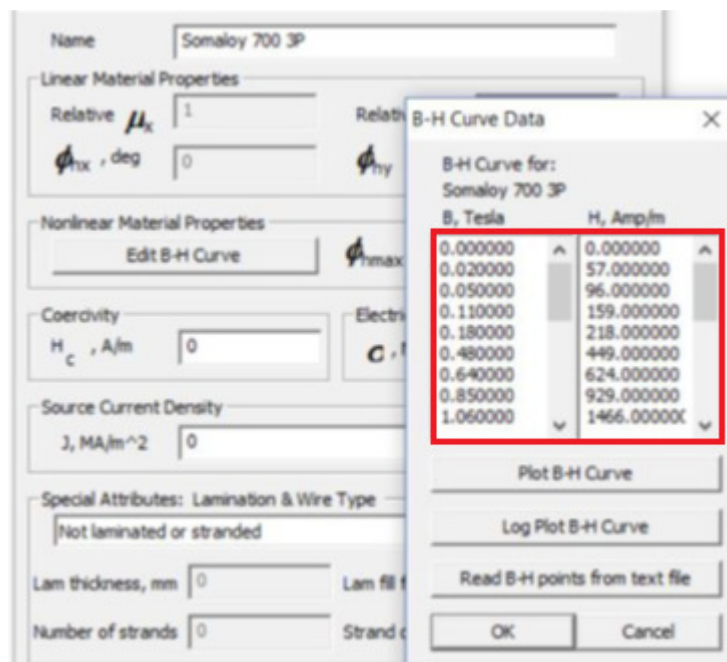 Name Somaloy 700 3P
Linear Material Properties
Relative μx 1 Relativ
ϕhx , deg 0 ϕhy
Nonlinear Material Properties
Edit B-H Curve ϕhmax
Coercivity Electri
H c , A/m 0 σ,
Source Current Density
J, MA/m^2 0
Special Attributes: Lamination & Wire Type
Not laminated or stranded
Lam thickness, mm 0 Lam fill f
Number of strands 0 Strand
B-H Curve Data
B-H Curve for:
Somaloy 700 3P
B, Tesla H, Amp/m
0.000000 0.000000
0.020000 57.000000
0.050000 96.000000
0.110000 159.000000
0.180000 218.000000
0.480000 449.000000
0.640000 624.000000
0.850000 929.000000
1.060000 1466.00000
Plot B-H Curve
Log Plot B-H Curve
Read B-H points from text file
OK Cancel